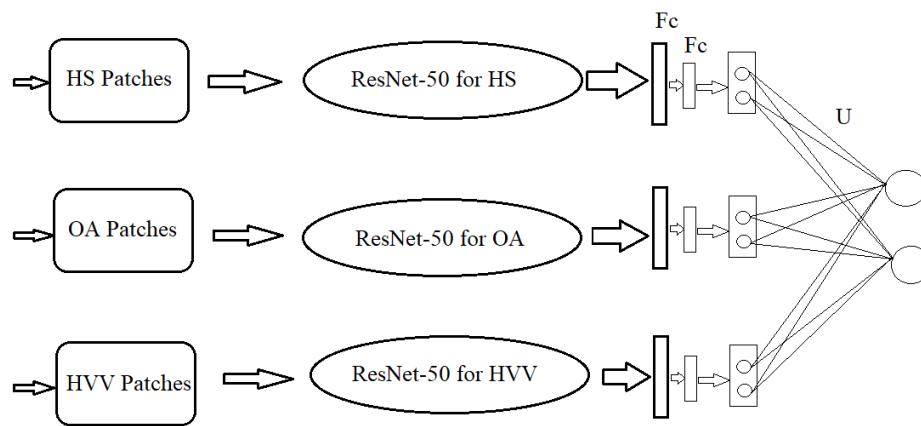 Fc
Fc
HS Patches
ResNet-50 for HS
U
OA Patches
ResNet-50 for OA
HVV Patches
ResNet-50 for HVV